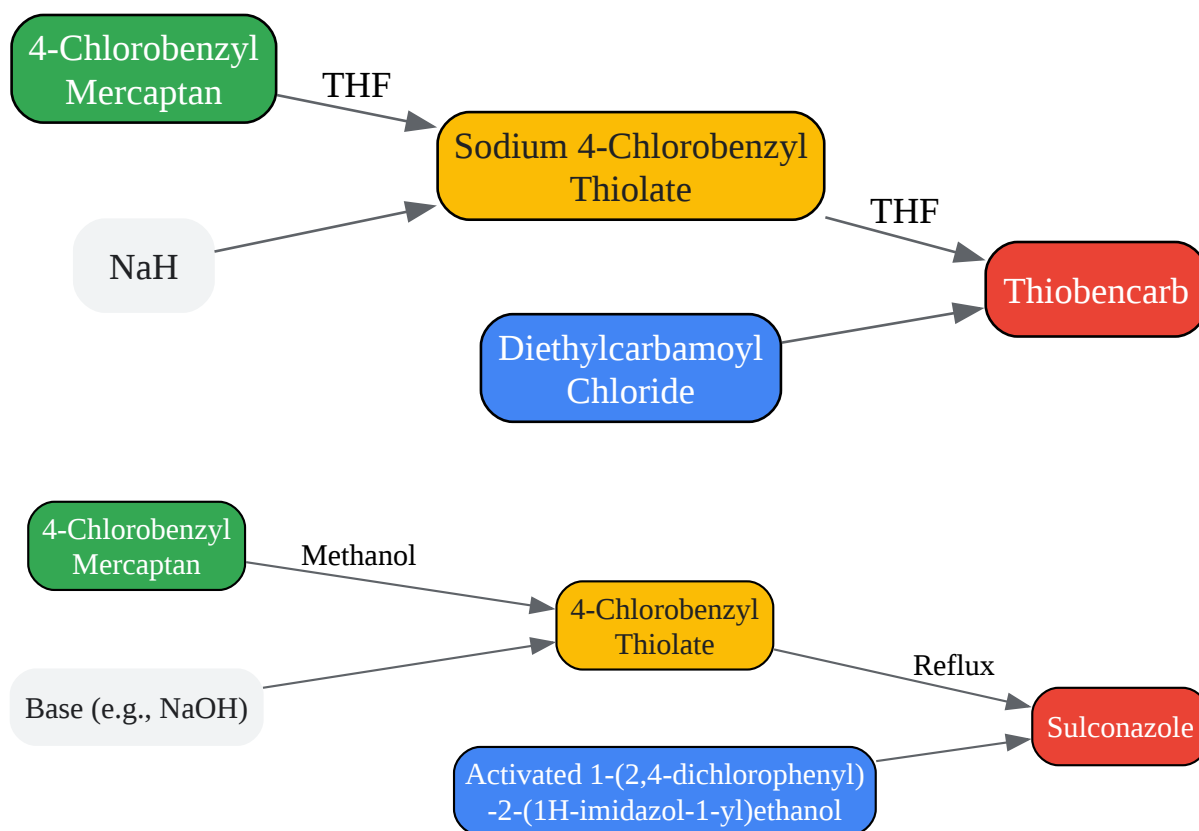 4-Chlorobenzyl
Mercaptan
THF
Sodium 4-Chlorobenzyl
Thiolate
NaH
THF
Thiobencarb
Diethylcarbamoyl
Chloride
4-Chlorobenzyl
Mercaptan
Methanol
4-Chlorobenzyl
Thiolate
Base (e.g., NaOH)
Reflux
Sulconazole
Activated 1-(2,4-dichlorophenyl)
-2-(1H-imidazol-1-yl)ethanol